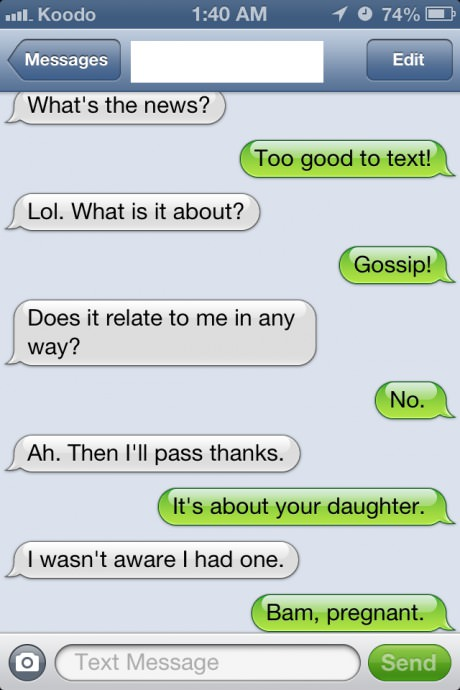 Koodo 1:40 AM 74%
Messages Edit
What's the news?
Too good to text!
Lol. What is it about?
Gossip!
Does it relate to me in any
way?
No.
Ah. Then I'll pass thanks.
It's about your daughter.
I wasn't aware I had one.
Bam, pregnant.
Text Message Send